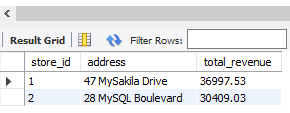 Result Grid Filter Rows:
store_id address total_revenue
1 47 MySakila Drive 36997.53
2 28 MySQL Boulevard 30409.03